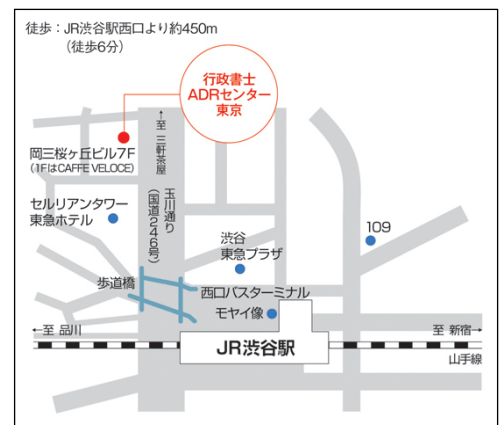 徒歩：JR渋谷駅西口より約450m
（徒歩6分）
行政書士
ADRセンター
東京
←至 三軒茶屋
岡三桜ヶ丘ビル7F
（1FはCAFFE VELOCE）
玉川通り
（国道246号）
セルリアンタワー
東急ホテル
渋谷
東急プラザ
109
歩道橋
西口バスターミナル
モヤイ像
←至 品川
至 新宿→
JR渋谷駅
山手線